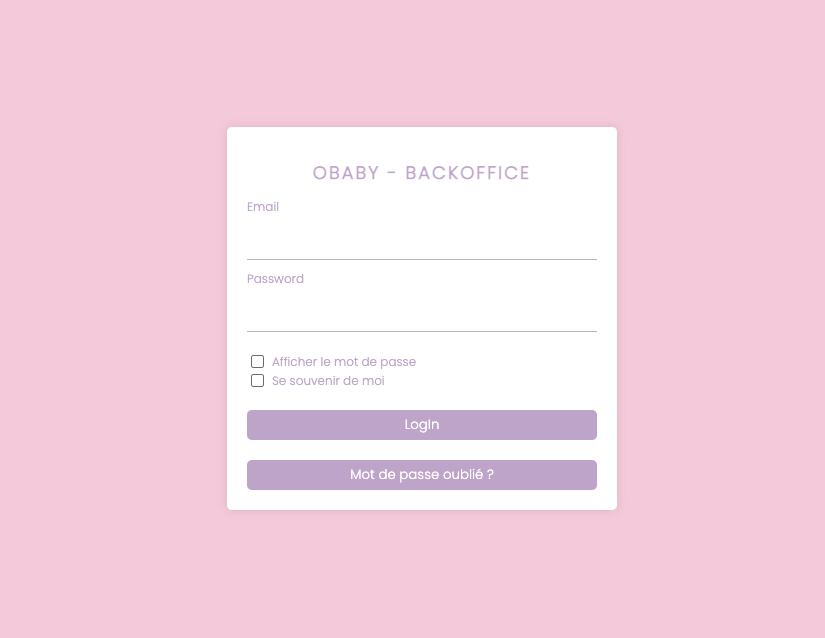 OBABY - BACKOFFICE
Email
Password
Afficher le mot de passe
Se souvenir de moi
Login
Mot de passe oublié ?